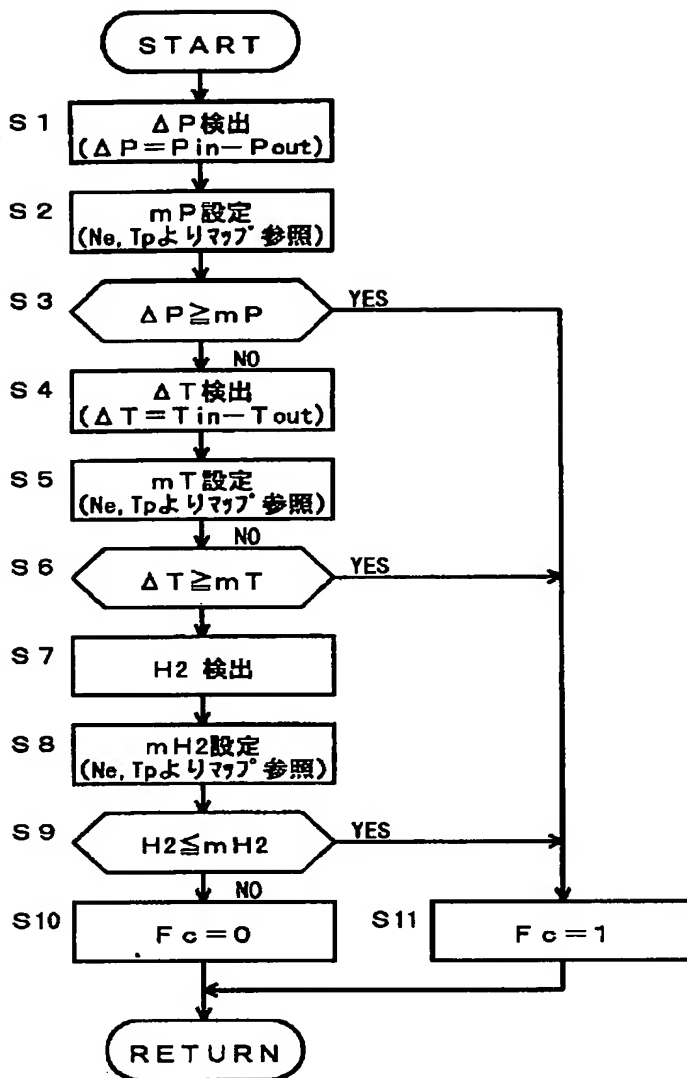 START
S1
ΔP検出
(ΔP=Pin−Pout)
S2
mP設定
(Ne,Tpよりマップ参照)
S3
ΔP≧mP
YES
NO
S4
ΔT検出
(ΔT=Tin−Tout)
S5
mT設定
(Ne,Tpよりマップ参照)
NO
S6
ΔT≧mT
YES
S7
H2 検出
S8
mH2設定
(Ne,Tpよりマップ参照)
S9
H2≦mH2
YES
NO
S10
Fc=0
S11
Fc=1
RETURN